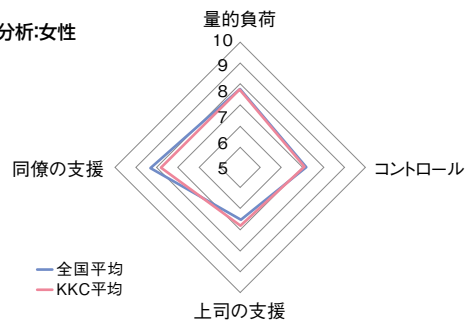 分析:女性
量的負荷
10
9
8
7
6
5
同僚の支援
コントロール
全国平均
KKC平均
上司の支援